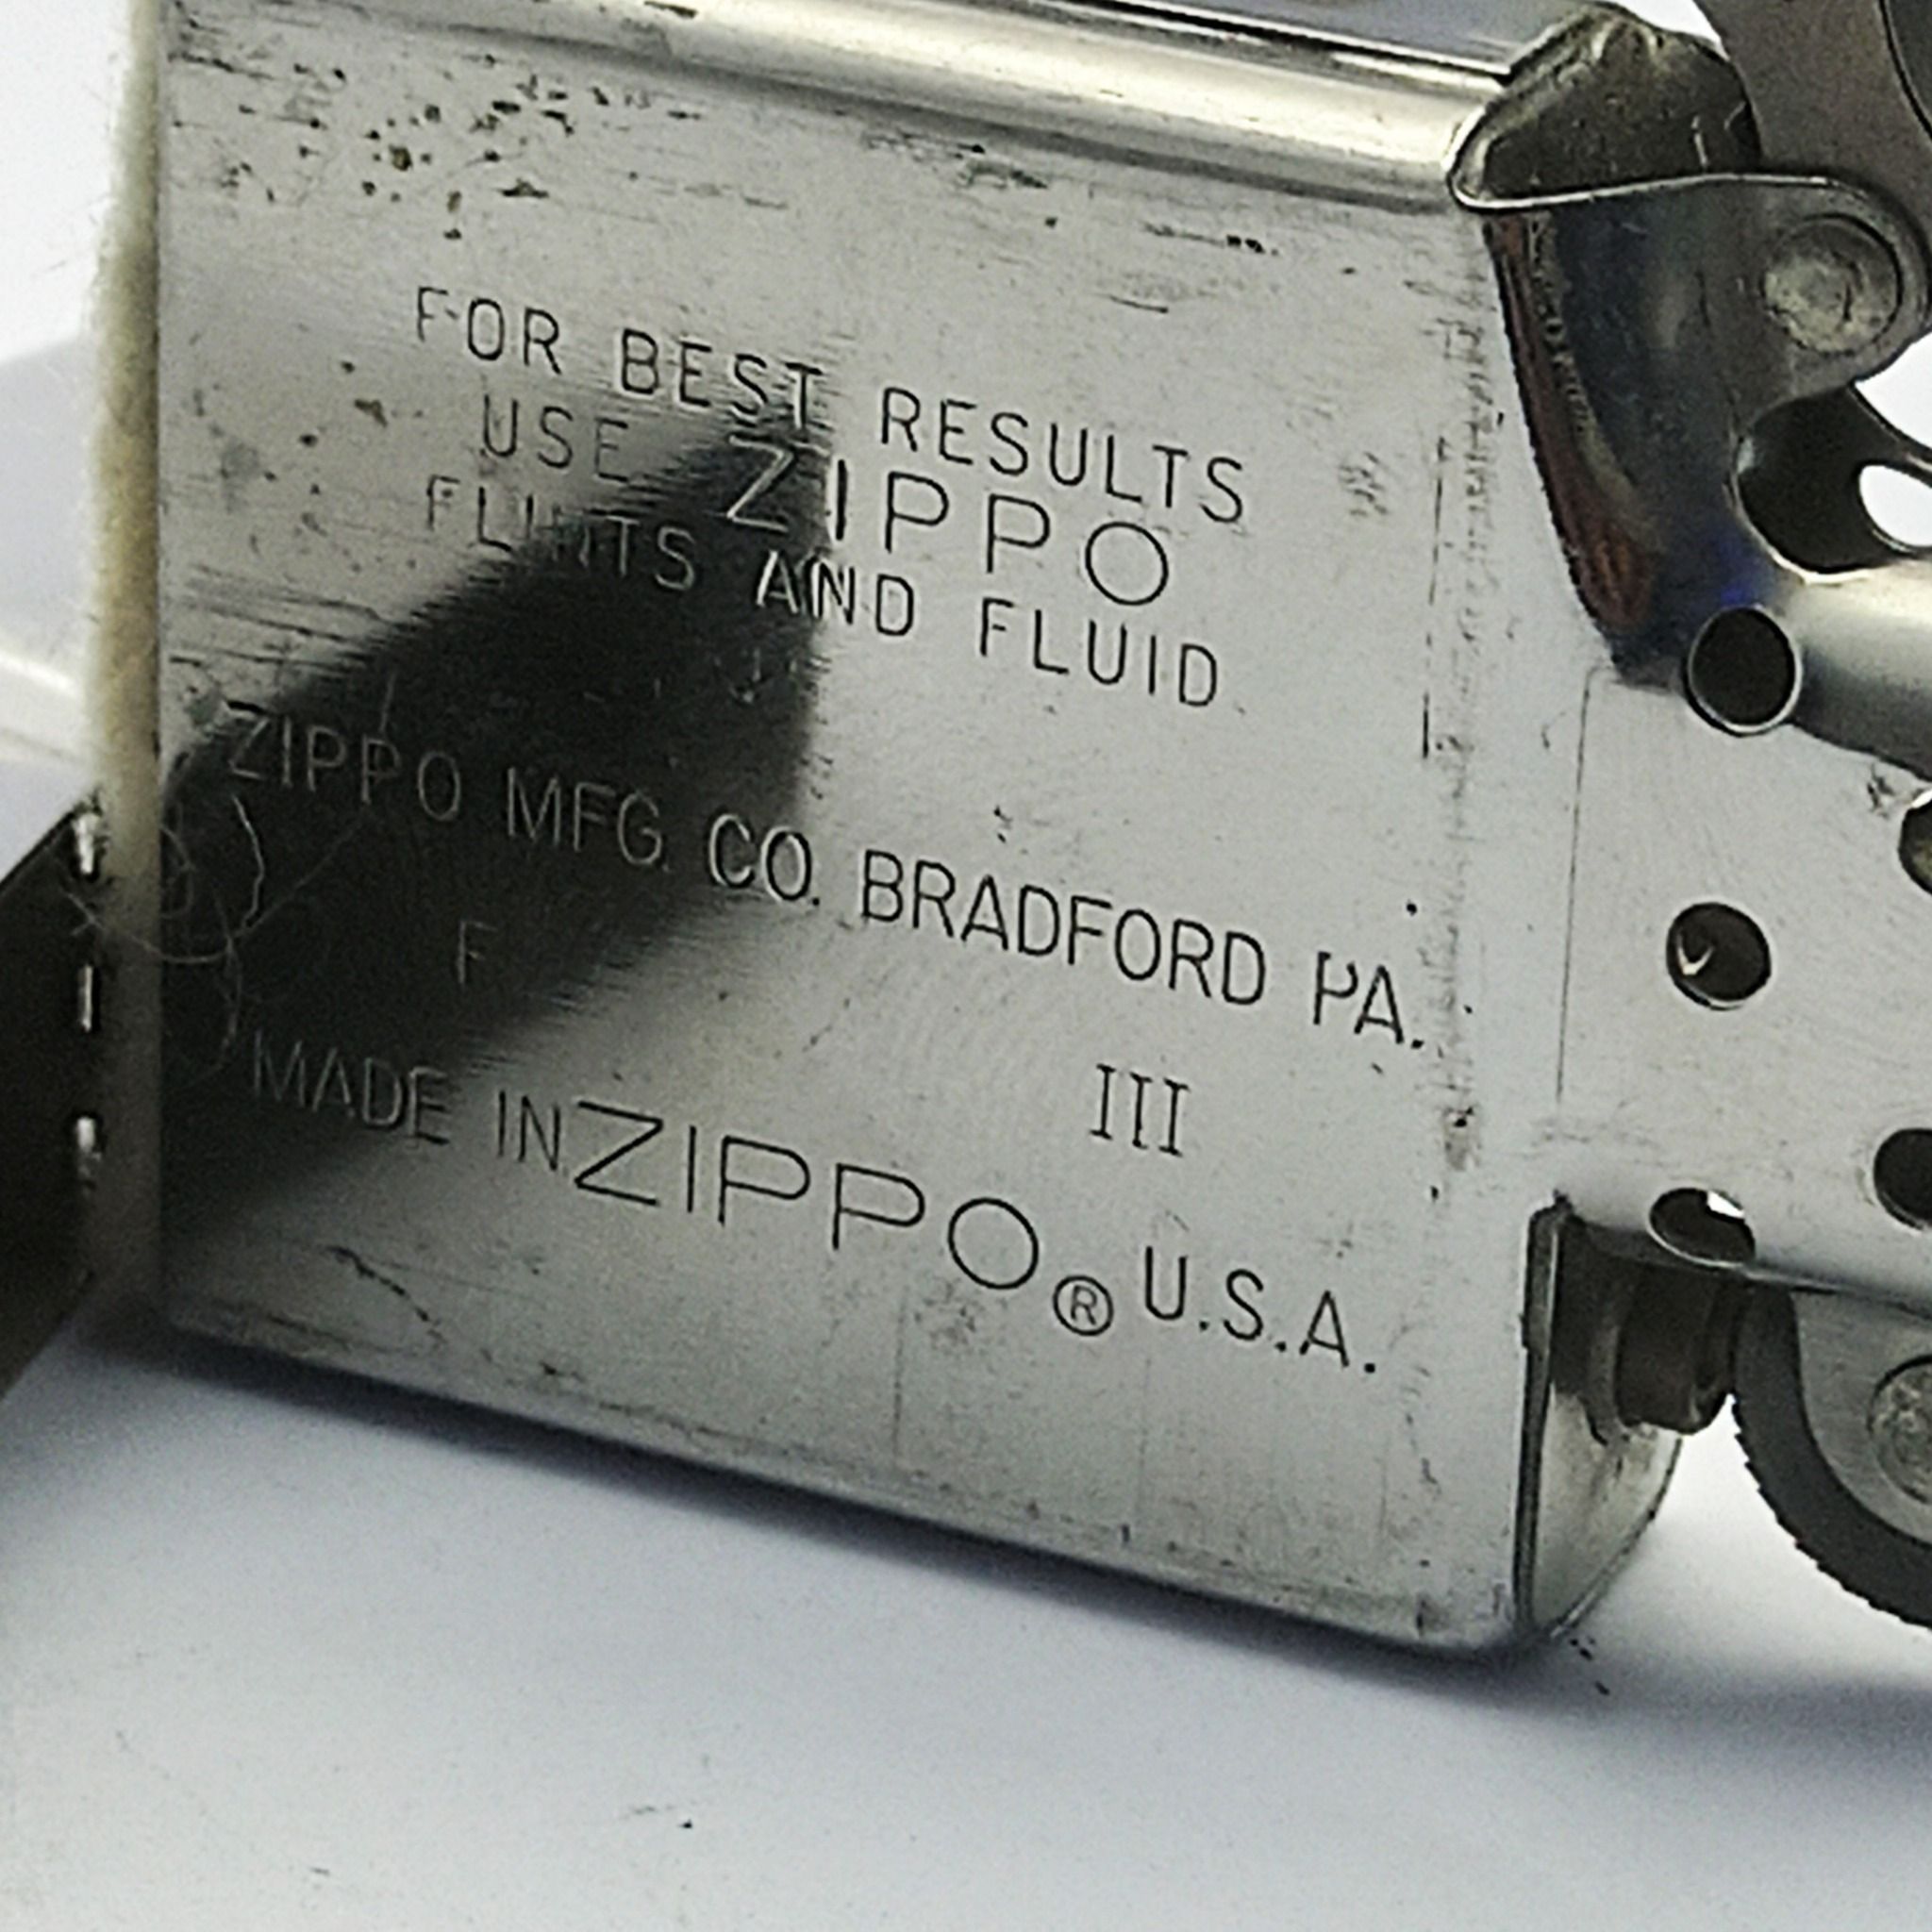 FOR BEST RESULTS
USE ZIPPO
FLINTS AND FLUID
ZIPPO MFG. CO. BRADFORD PA.
F III
MADE IN ZIPPO® U.S.A.